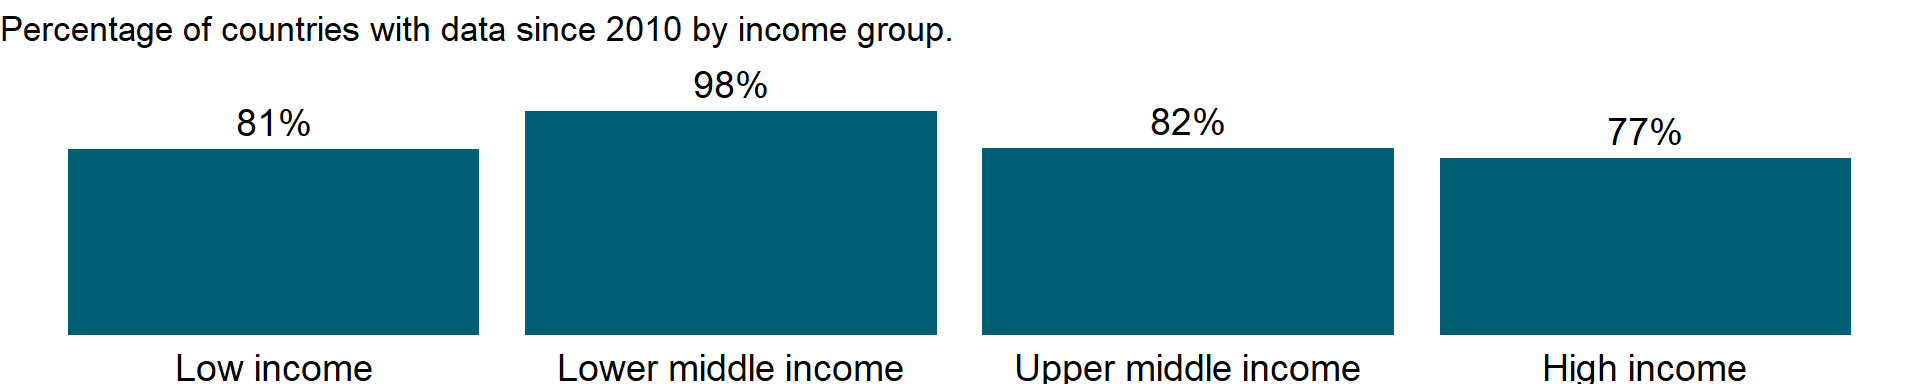 Percentage of countries with data since 2010 by income group.
81%
98%
82%
77%
Low income
Lower middle income
Upper middle income
High income